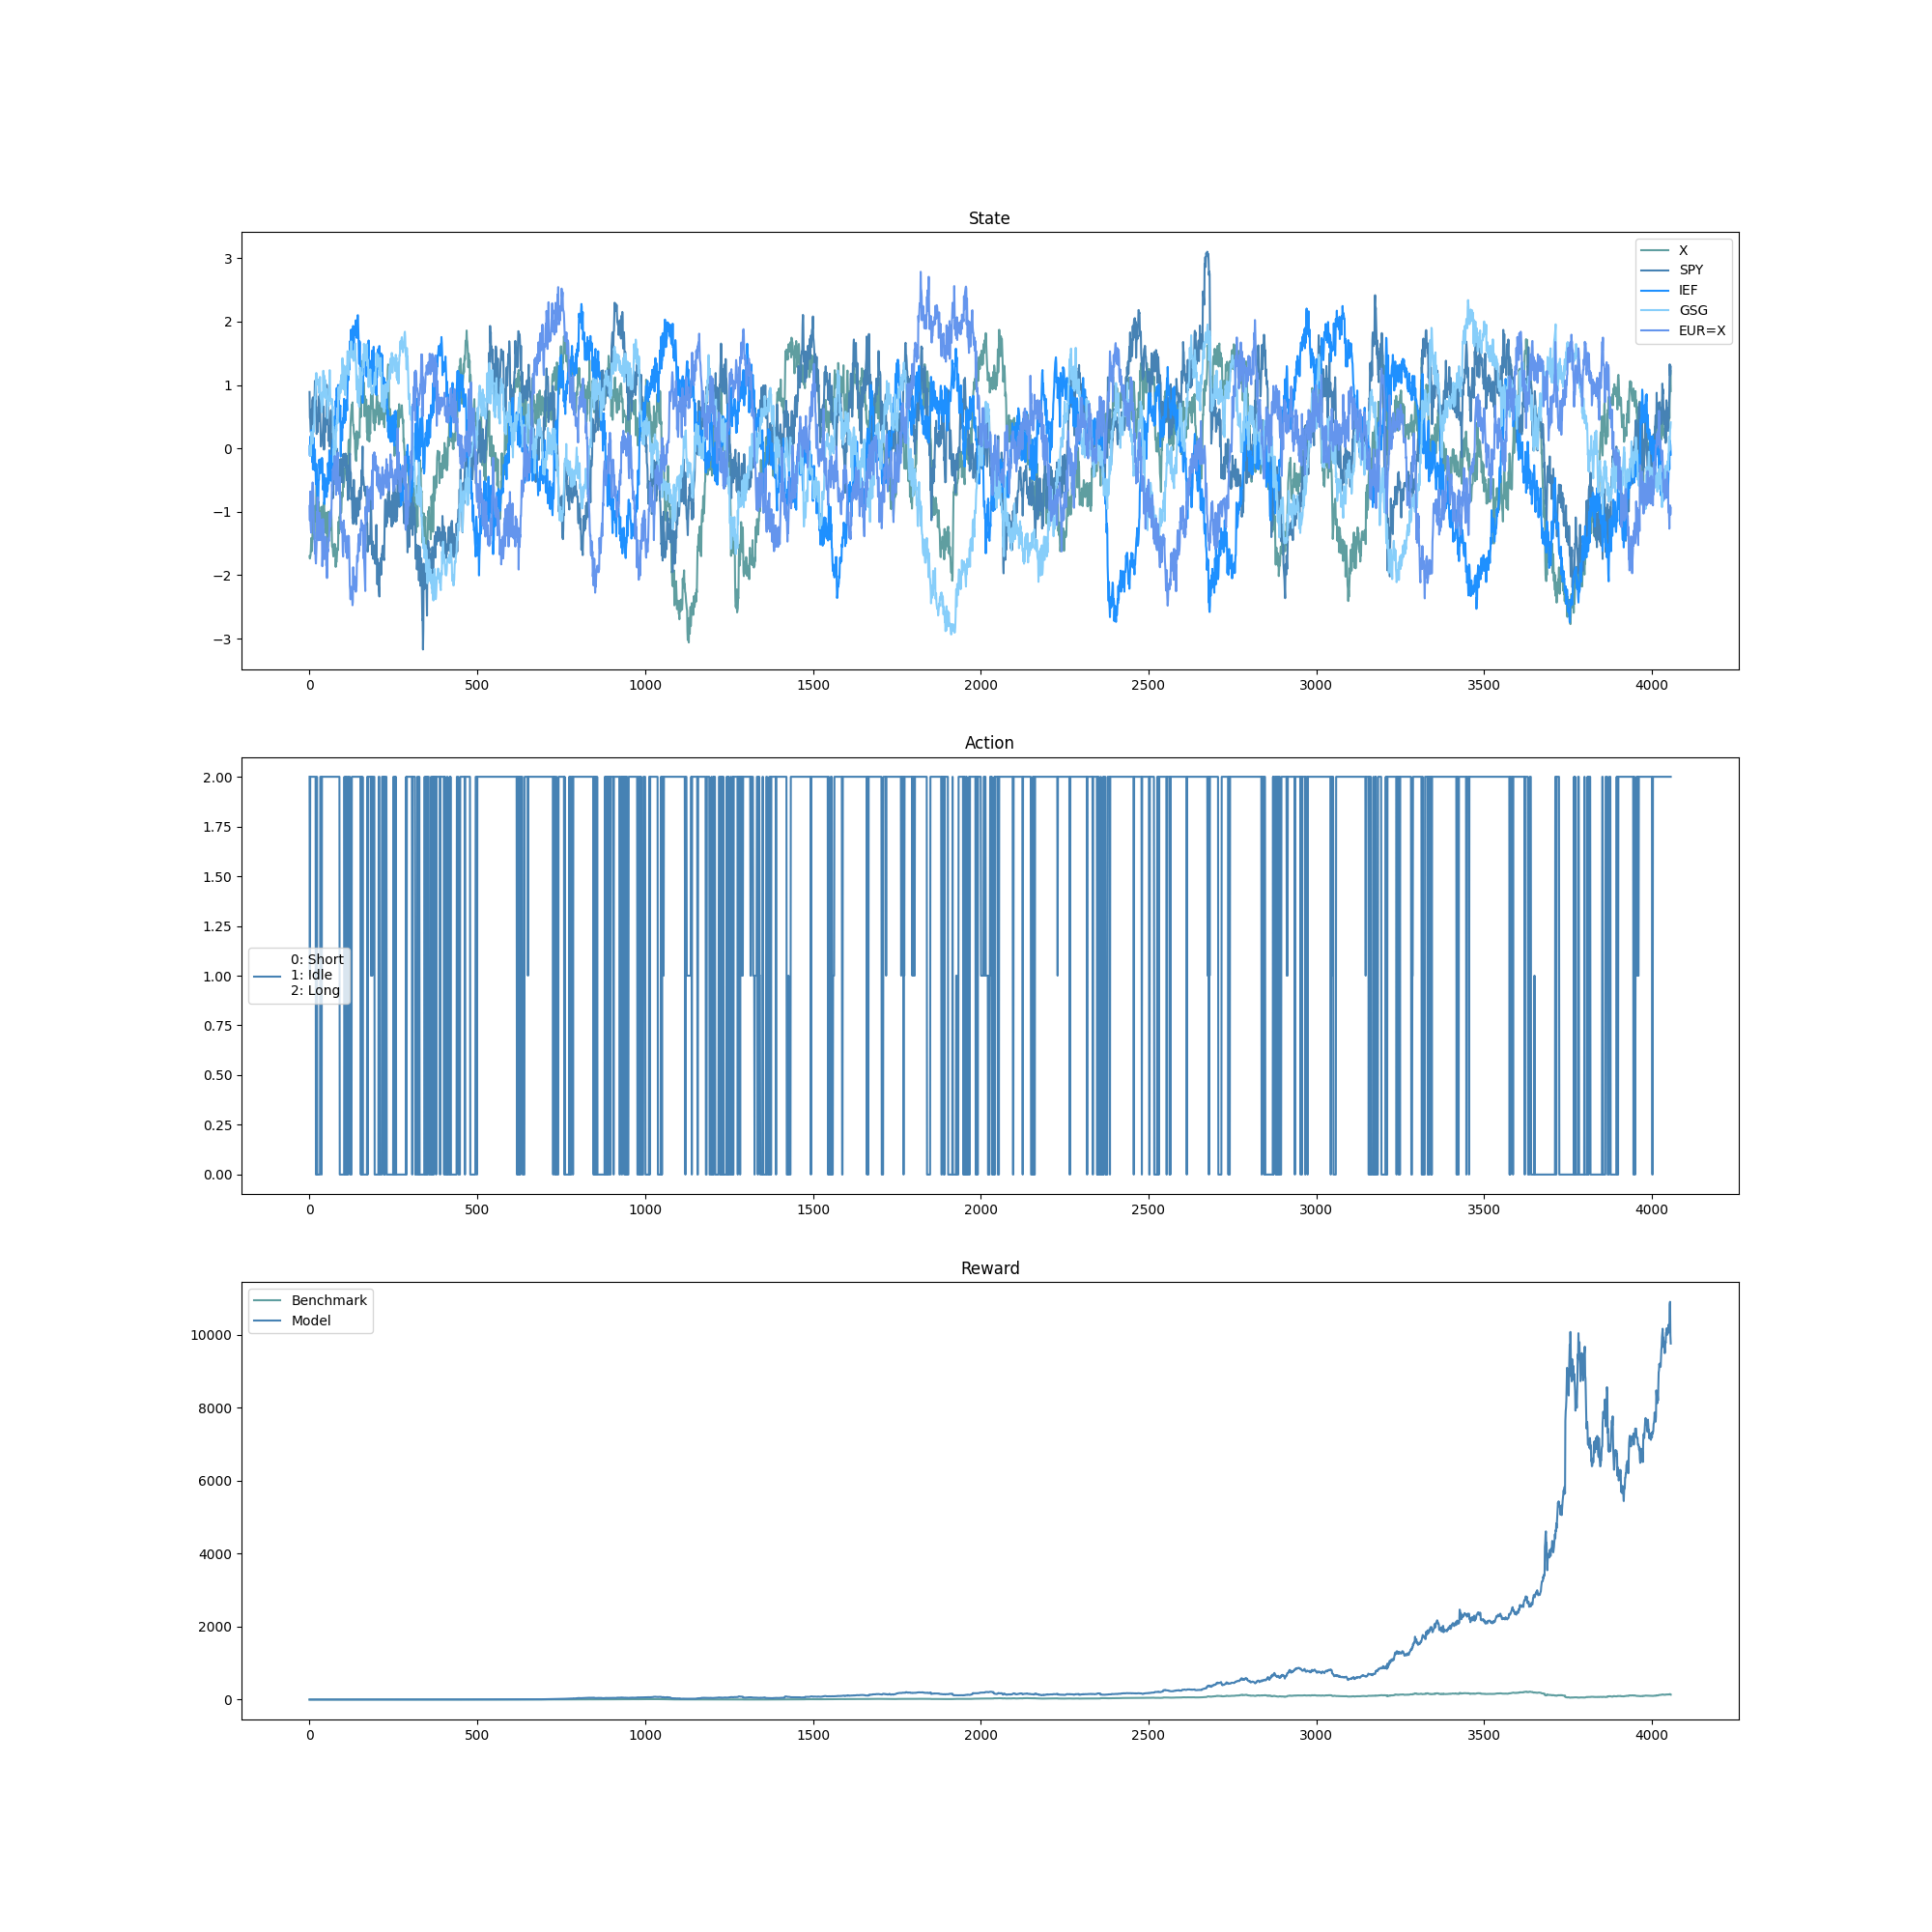 State
3
2
1
0
−1
−2
−3
X
SPY
IEF
GSG
EUR=X
0 500 1000 1500 2000 2500 3000 3500 4000
Action
2.00
1.75
1.50
1.25
1.00
0.75
0.50
0.25
0.00
0: Short
1: Idle
2: Long
0 500 1000 1500 2000 2500 3000 3500 4000
Reward
Benchmark
Model
10000
8000
6000
4000
2000
0
0 500 1000 1500 2000 2500 3000 3500 4000